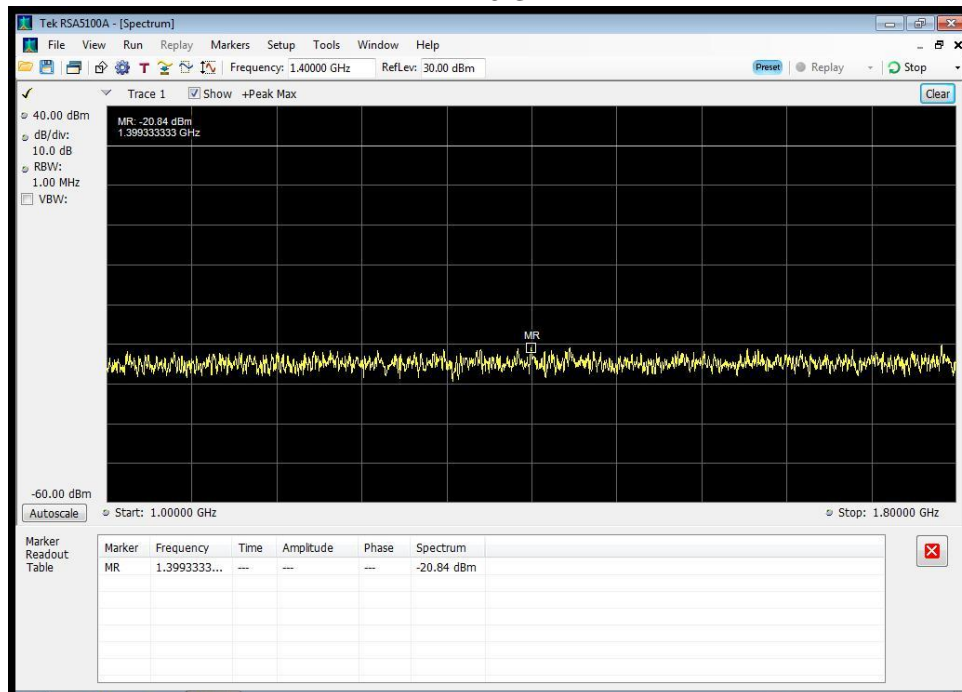 Tek RSA5100A - [Spectrum]
File View Run Replay Markers Setup Tools Window Help
T Frequency: 1.40000 GHz RefLev: 30.00 dBm Preset Replay Stop
Trace 1 Show +Peak Max Clear
40.00 dBm
dB/div:
10.0 dB
RBW:
1.00 MHz
VBW:
MR: -20.84 dBm
1.399333333 GHz
MR
-60.00 dBm
Autoscale Start: 1.00000 GHz Stop: 1.80000 GHz
Marker
Readout
Table
Marker Frequency Time Amplitude Phase Spectrum
MR 1.3993333... --- --- --- -20.84 dBm